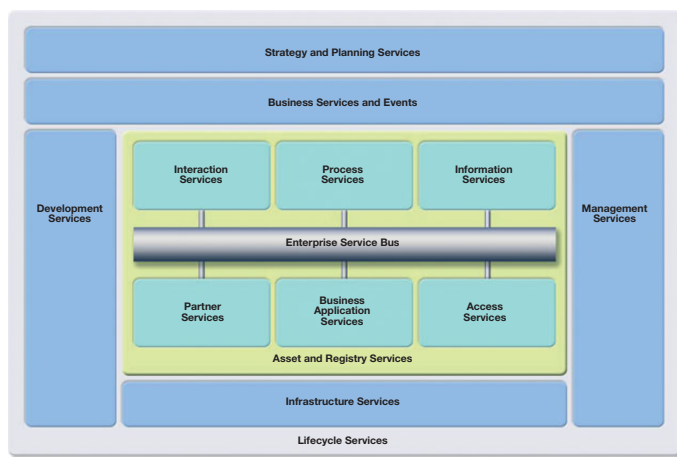 Strategy and Planning Services
Business Services and Events
Development
Services
Interaction
Services
Process
Services
Information
Services
Management
Services
Enterprise Service Bus
Partner
Services
Business
Application
Services
Access
Services
Asset and Registry Services
Infrastructure Services
Lifecycle Services